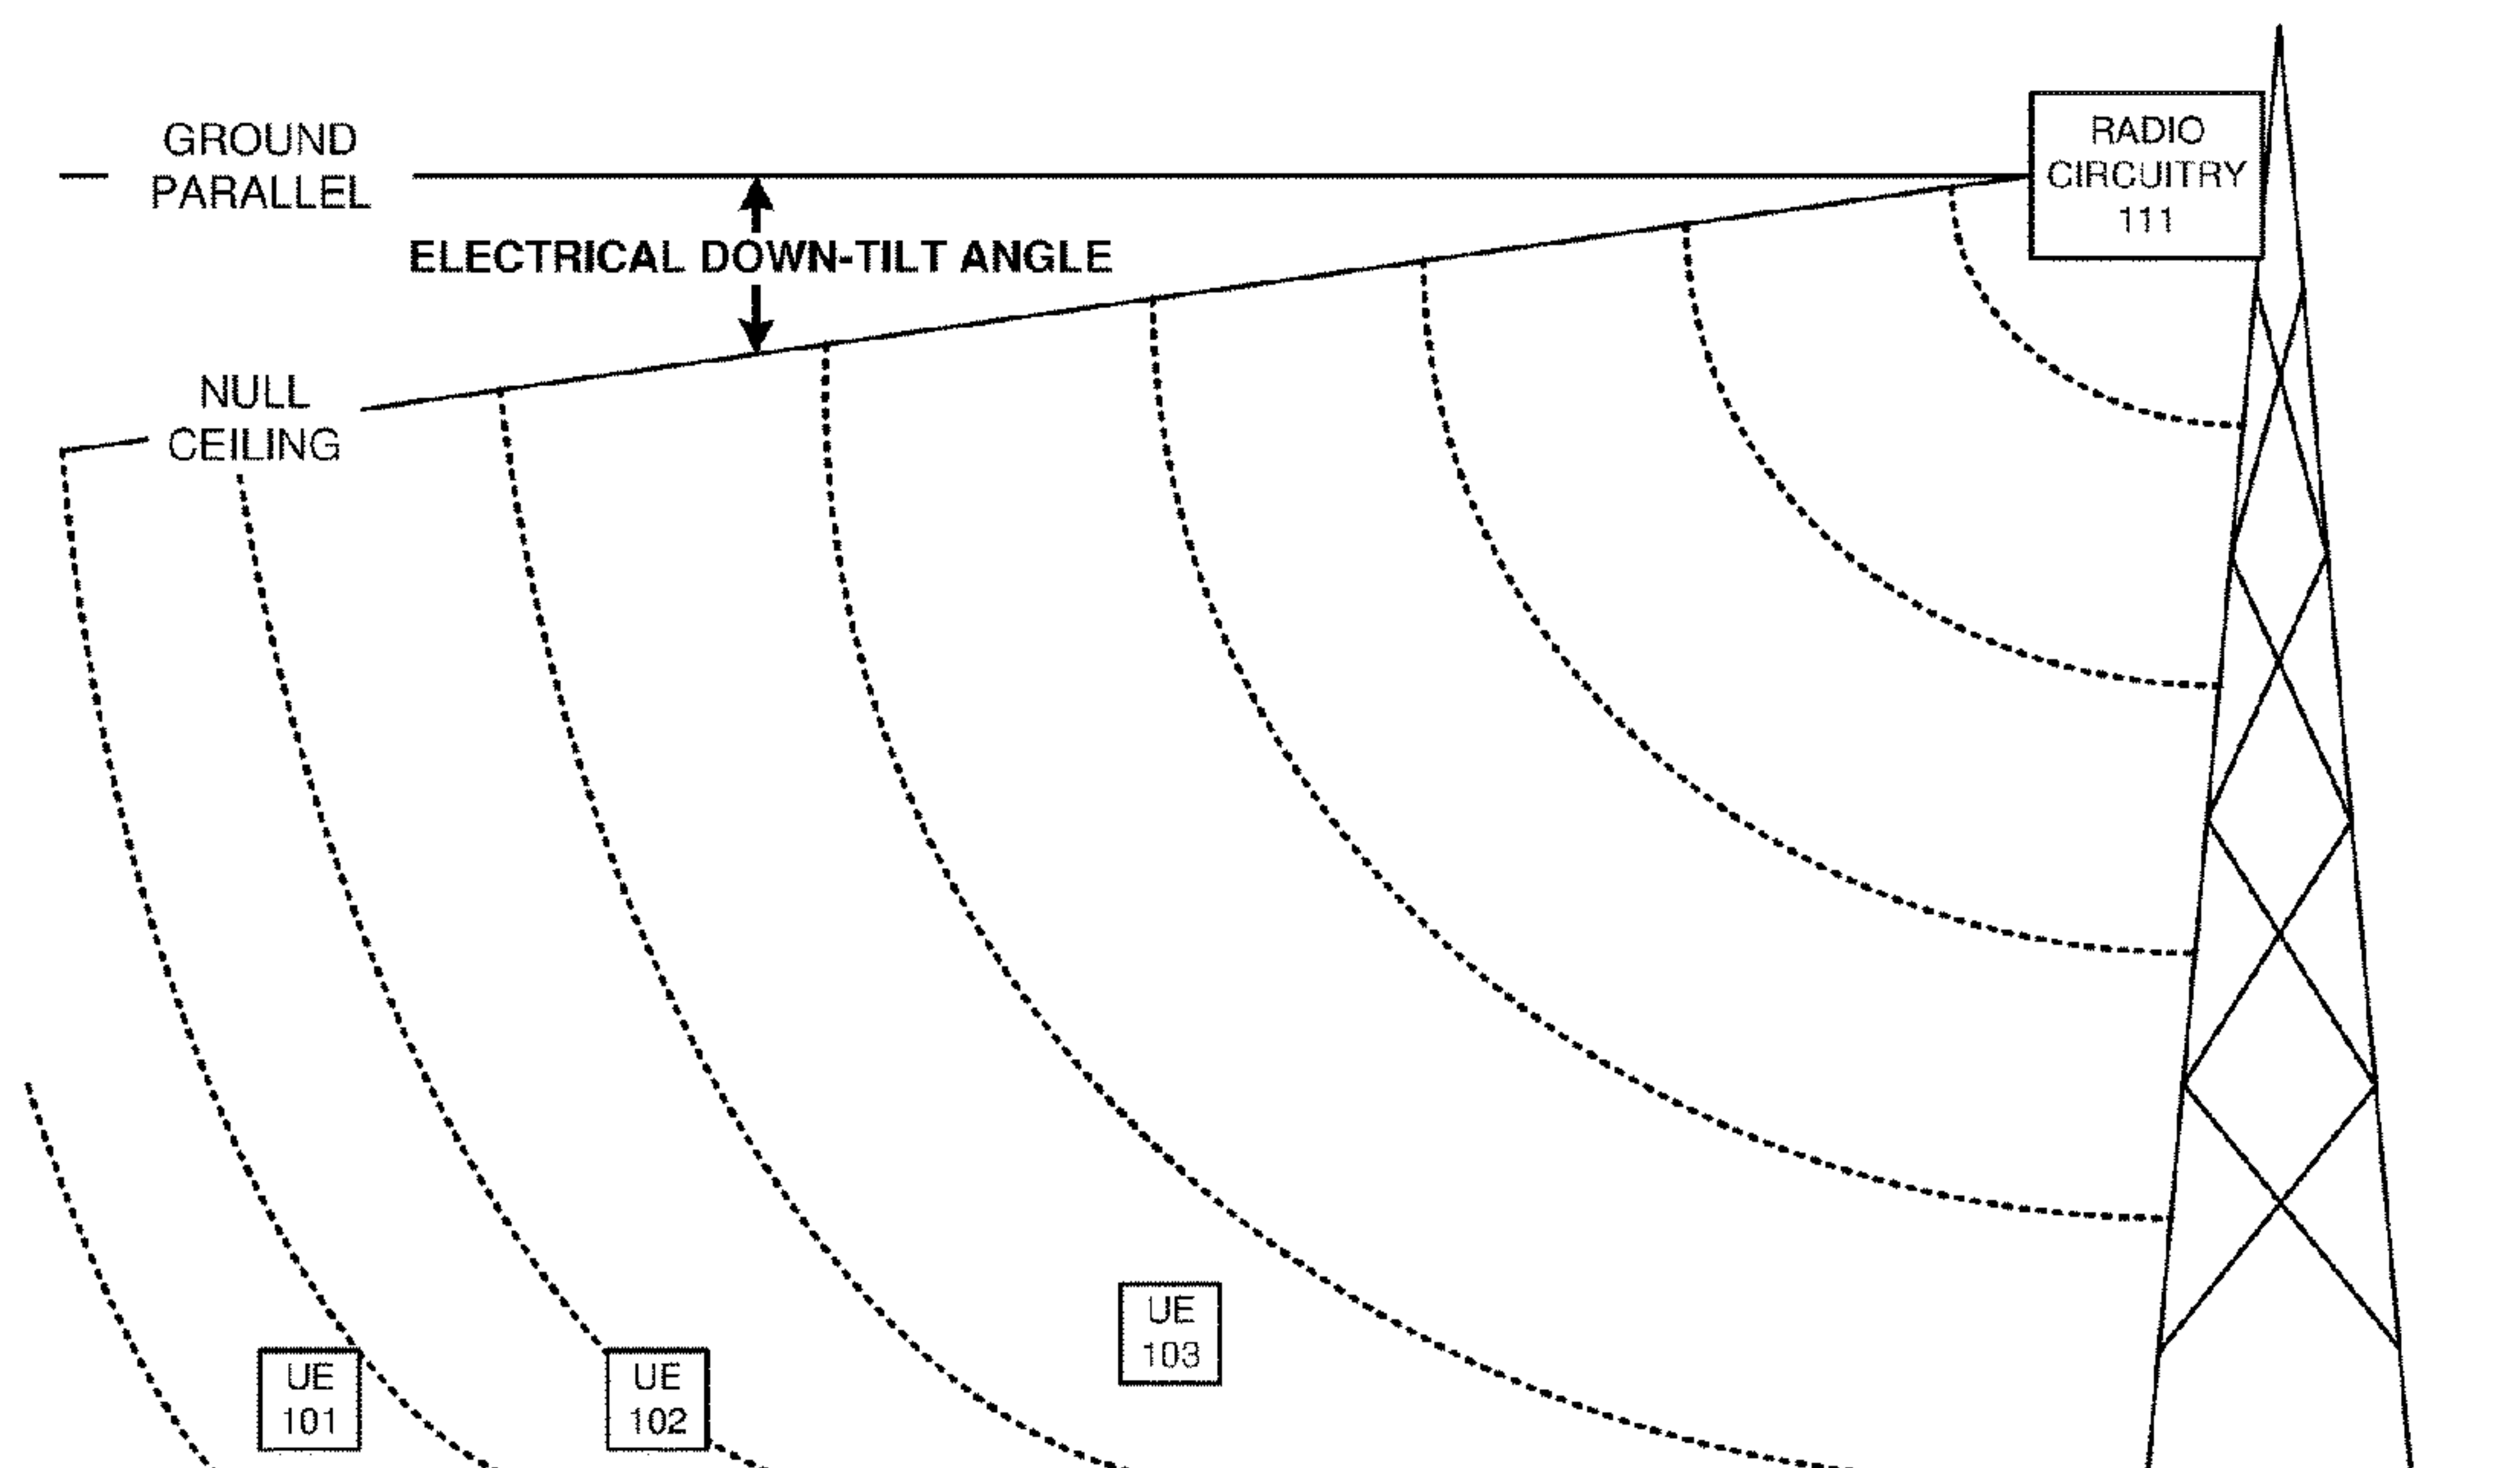 GROUND
PARALLEL
RADIO
CIRCUITRY
111
ELECTRICAL DOWN-TILT ANGLE
NULL
CEILING
UE
103
UE
101
UE
102